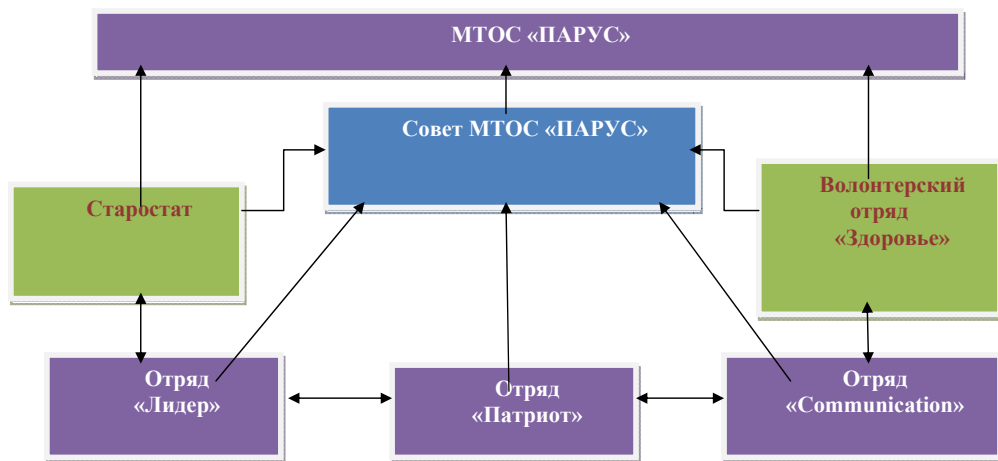 МТОС «ПАРУС»
Совет МТОС «ПАРУС»
Старостат
Волонтерский
отряд
«Здоровье»
Отряд
«Лидер»
Отряд
«Патриот»
Отряд
«Communication»